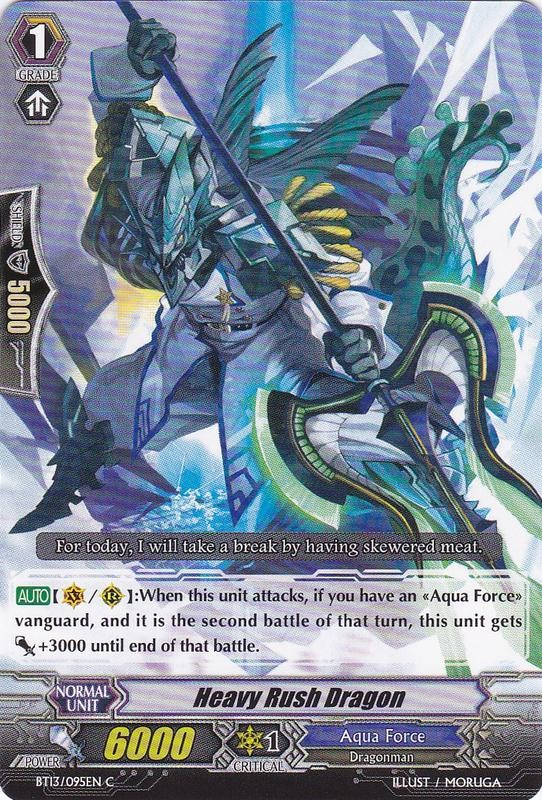 1
GRADE
SHIELD
5000
For today, I will take a break by having skewered meat.
AUTO [ V / R ]:When this unit attacks, if you have an «Aqua Force»
vanguard, and it is the second battle of that turn, this unit gets
+3000 until end of that battle.
NORMAL
UNIT
Heavy Rush Dragon
POWER
6000
1
CRITICAL
Aqua Force
Dragonman
BT13/095EN C
ILLUST / MORUGA